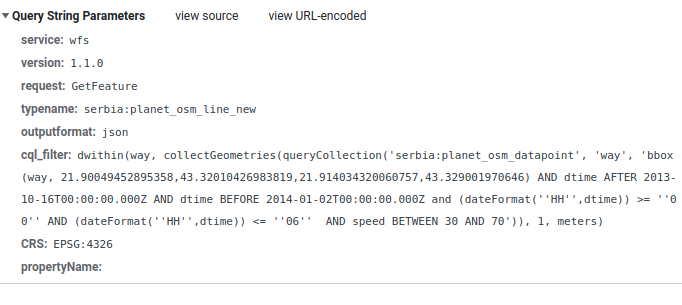 ▼ Query String Parameters view source view URL-encoded
service: wfs
version: 1.1.0
request: GetFeature
typename: serbia:planet_osm_line_new
outputformat: json
cql_filter: dwithin(way, collectGeometries(queryCollection('serbia:planet_osm_datapoint', 'way', 'bbox
(way, 21.90049452895358,43.32010426983819,21.914034320060757,43.329001970646) AND dtime AFTER 2013-
10-16T00:00:00.000Z AND dtime BEFORE 2014-01-02T00:00:00.000Z and (dateFormat(''HH'',dtime)) >= ''0
0'' AND (dateFormat(''HH'',dtime)) <= ''06''  AND speed BETWEEN 30 AND 70')), 1, meters)
CRS: EPSG:4326
propertyName: